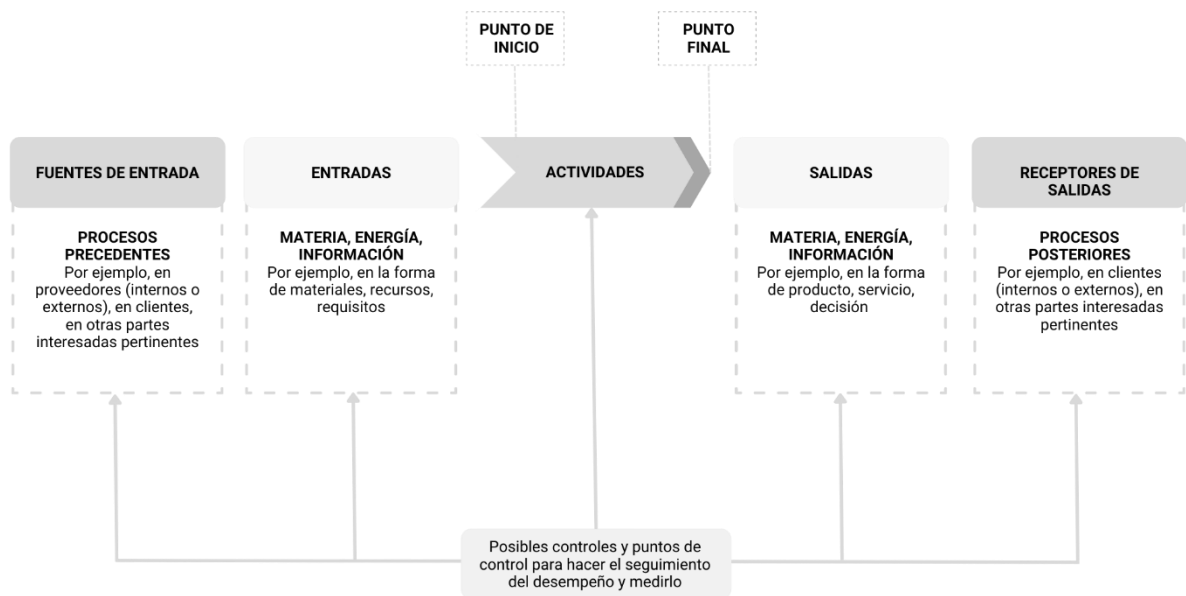 PUNTO DE
INICIO
PUNTO
FINAL
FUENTES DE ENTRADA
ENTRADAS
ACTIVIDADES
SALIDAS
RECEPTORES DE
SALIDAS
PROCESOS
PRECEDENTES
Por ejemplo, en
proveedores (internos o
externos), en clientes,
en otras partes
interesadas pertinentes
MATERIA, ENERGÍA,
INFORMACIÓN
Por ejemplo, en la forma
de materiales, recursos,
requisitos
MATERIA, ENERGÍA,
INFORMACIÓN
Por ejemplo, en la forma
de producto, servicio,
decisión
PROCESOS
POSTERIORES
Por ejemplo, en clientes
(internos o externos), en
otras partes interesadas
pertinentes
Posibles controles y puntos de
control para hacer el seguimiento
del desempeño y medirlo